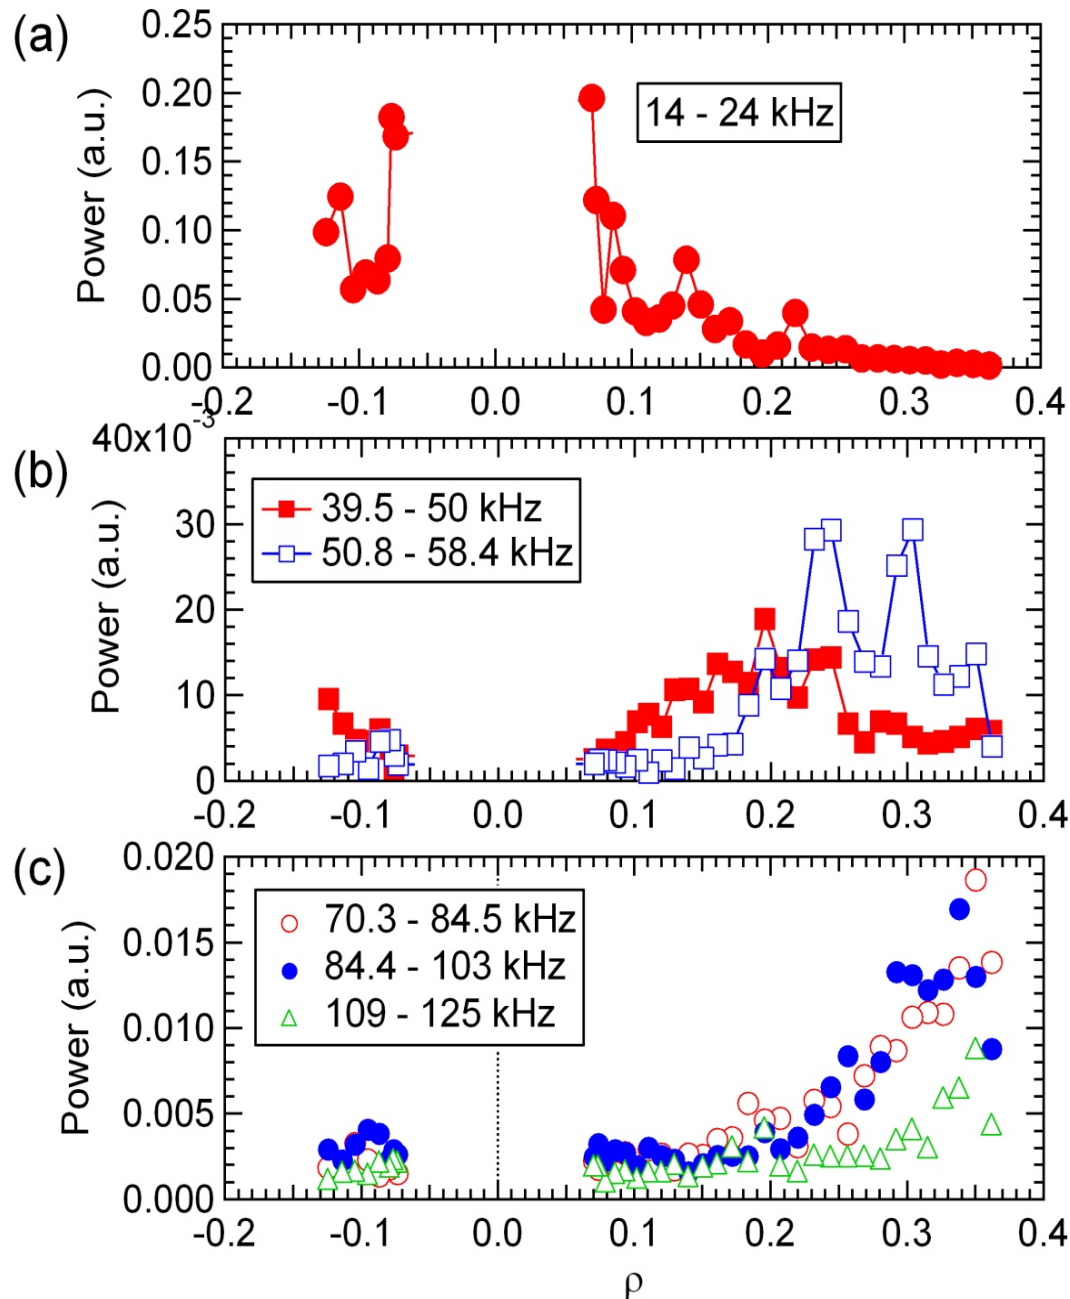 (a)
0.25
0.20
0.15
0.10
0.05
0.00
Power (a.u.)
14 - 24 kHz
-0.2 -0.1 0.0 0.1 0.2 0.3 0.4
(b)
40x10⁻³
30
20
10
0
Power (a.u.)
39.5 - 50 kHz
50.8 - 58.4 kHz
-0.2 -0.1 0.0 0.1 0.2 0.3 0.4
(c)
0.020
0.015
0.010
0.005
0.000
Power (a.u.)
70.3 - 84.5 kHz
84.4 - 103 kHz
109 - 125 kHz
-0.2 -0.1 0.0 0.1 0.2 0.3 0.4
ρ